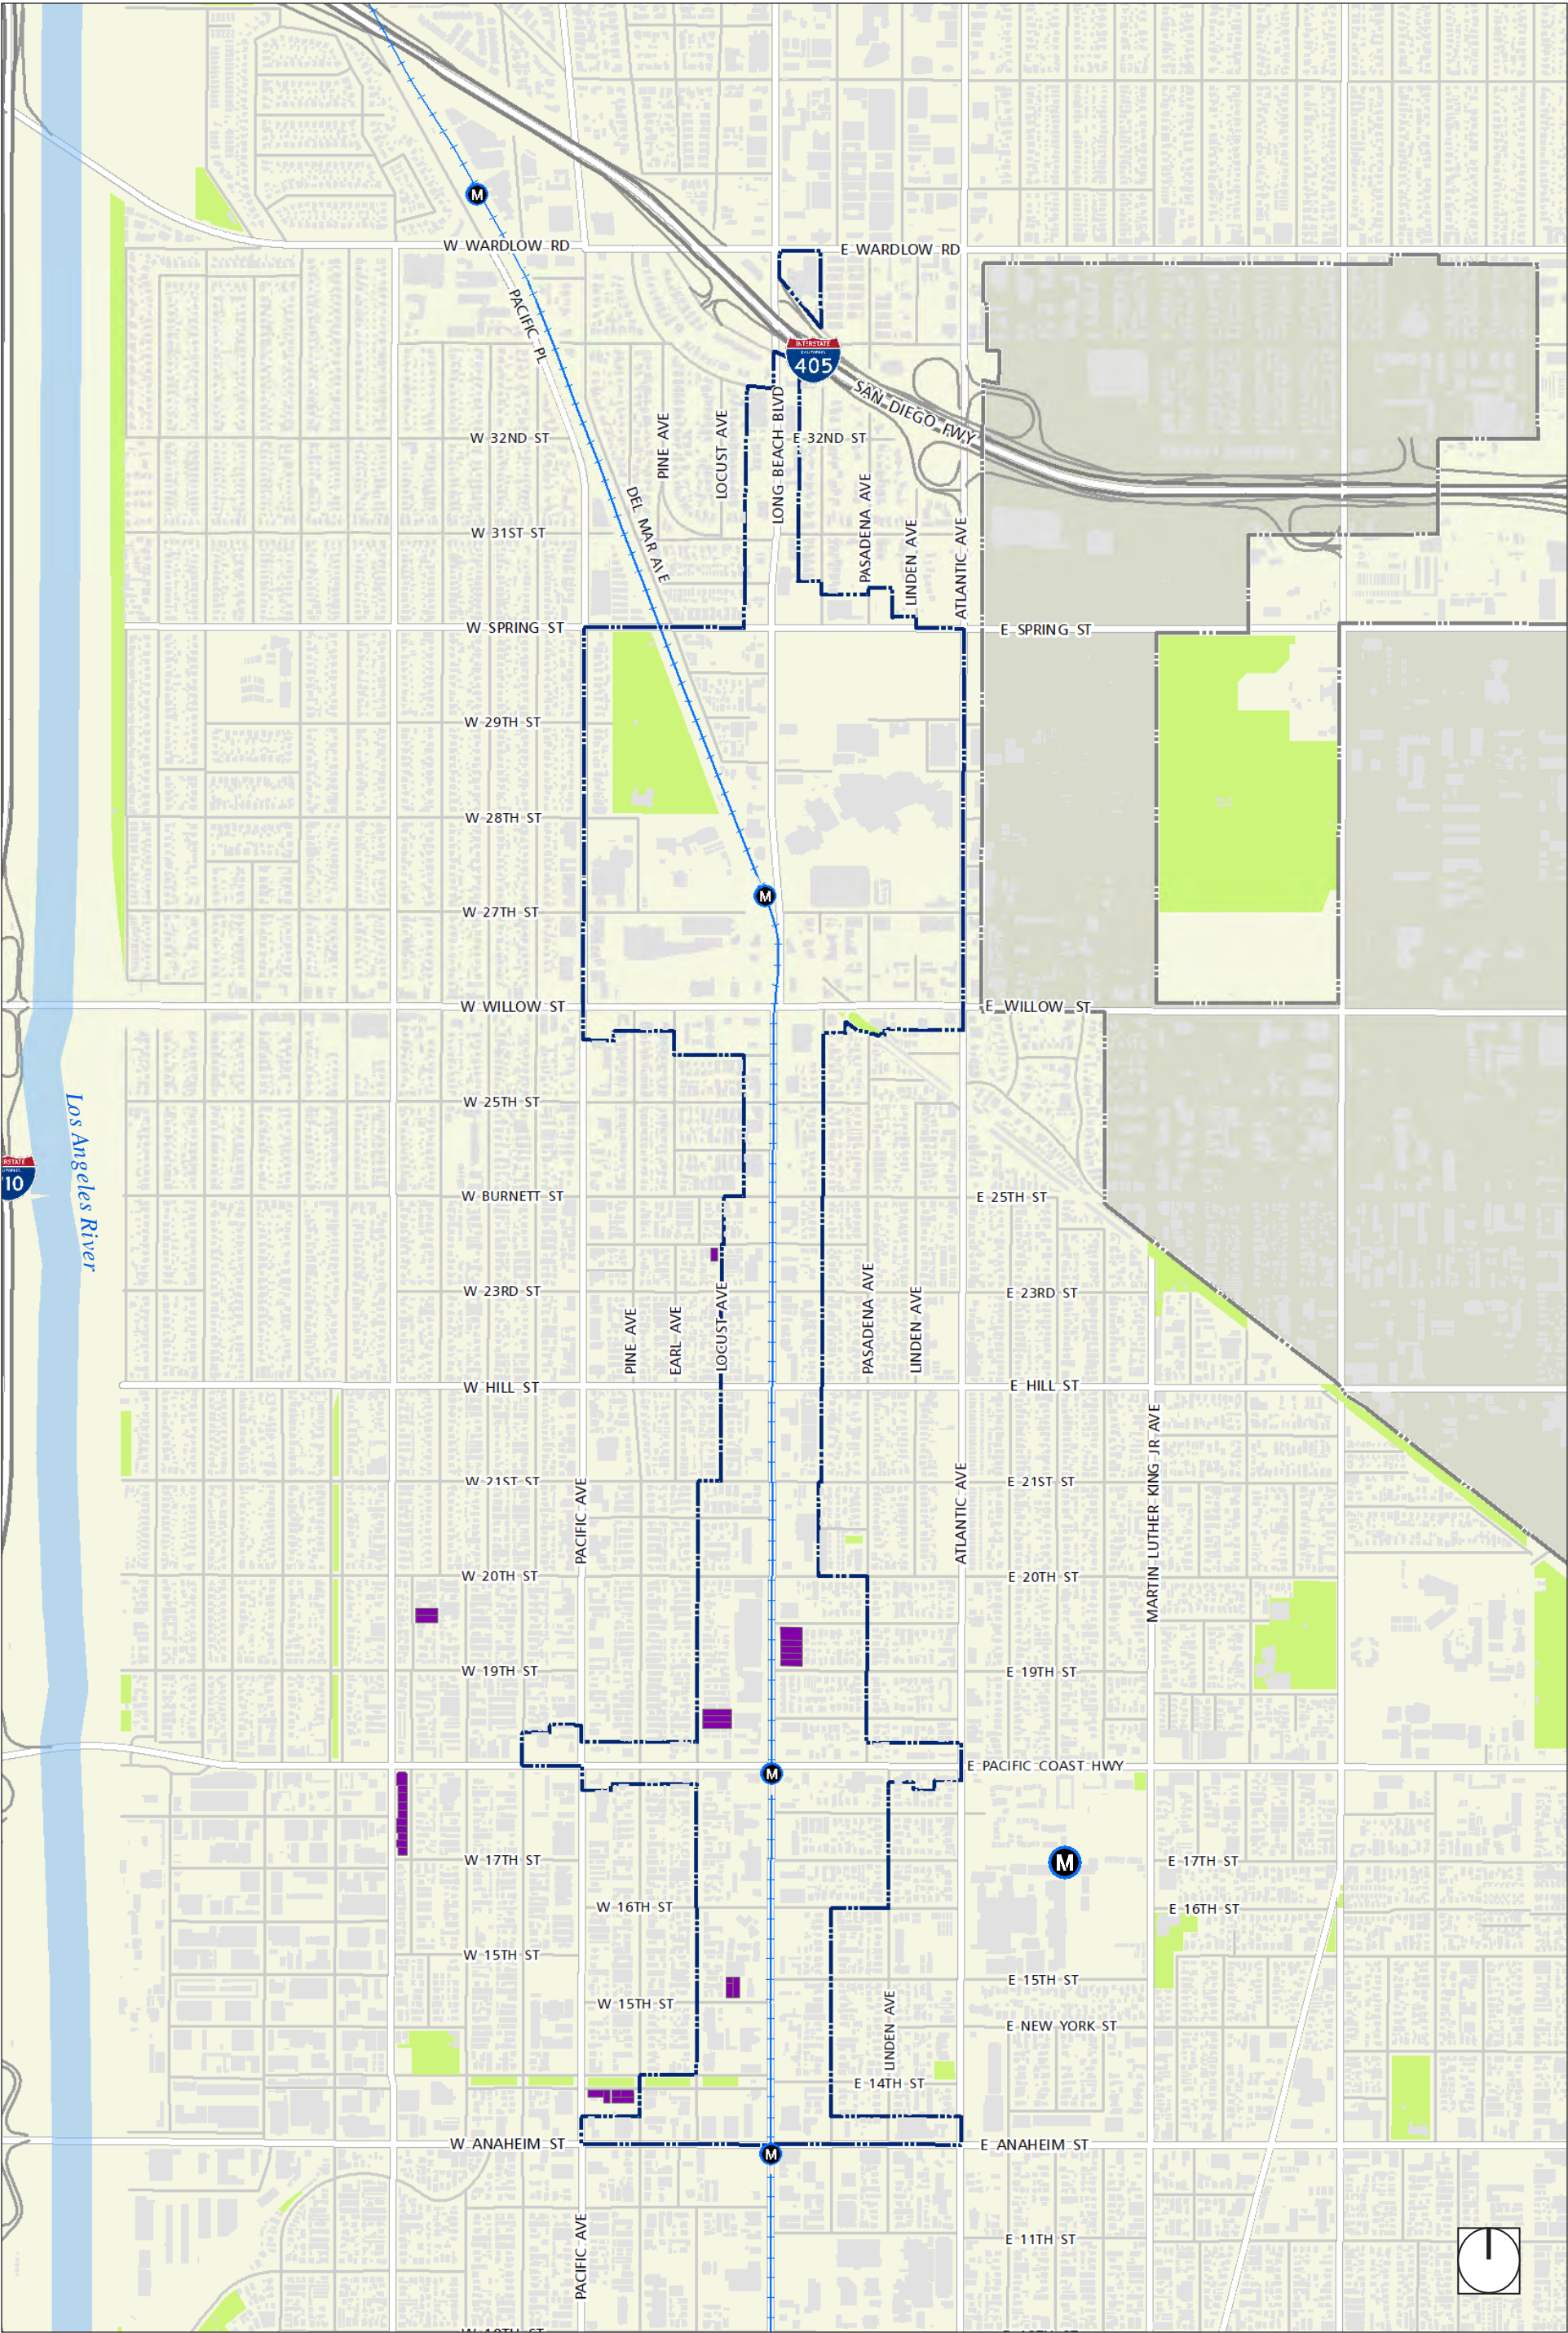 M
W WARDLOW RD
E WARDLOW RD
PACIFIC PL
INTERSTATE
CALIFORNIA
405
SAN DIEGO FWY
PINE AVE
LOCUST AVE
LONG BEACH BLVD
W 32ND ST
E 32ND ST
DEL MAR AVE
PASADENA AVE
LINDEN AVE
ATLANTIC AVE
W 31ST ST
W SPRING ST
E SPRING ST
W 29TH ST
W 28TH ST
M
W 27TH ST
W WILLOW ST
E WILLOW ST
Los Angeles River
W 25TH ST
RSTATE
10
W BURNETT ST
E 25TH ST
W 23RD ST
E 23RD ST
PINE AVE
EARL AVE
LOCUST AVE
PASADENA AVE
LINDEN AVE
W HILL ST
E HILL ST
MARTIN LUTHER KING JR AVE
W 21ST ST
E 21ST ST
PACIFIC AVE
ATLANTIC AVE
W 20TH ST
E 20TH ST
W 19TH ST
E 19TH ST
E PACIFIC COAST HWY
M
W 17TH ST
M
E 17TH ST
W 16TH ST
E 16TH ST
W 15TH ST
E 15TH ST
W 15TH ST
LINDEN AVE
E NEW YORK ST
E 14TH ST
W ANAHEIM ST
E ANAHEIM ST
M
PACIFIC AVE
E 11TH ST